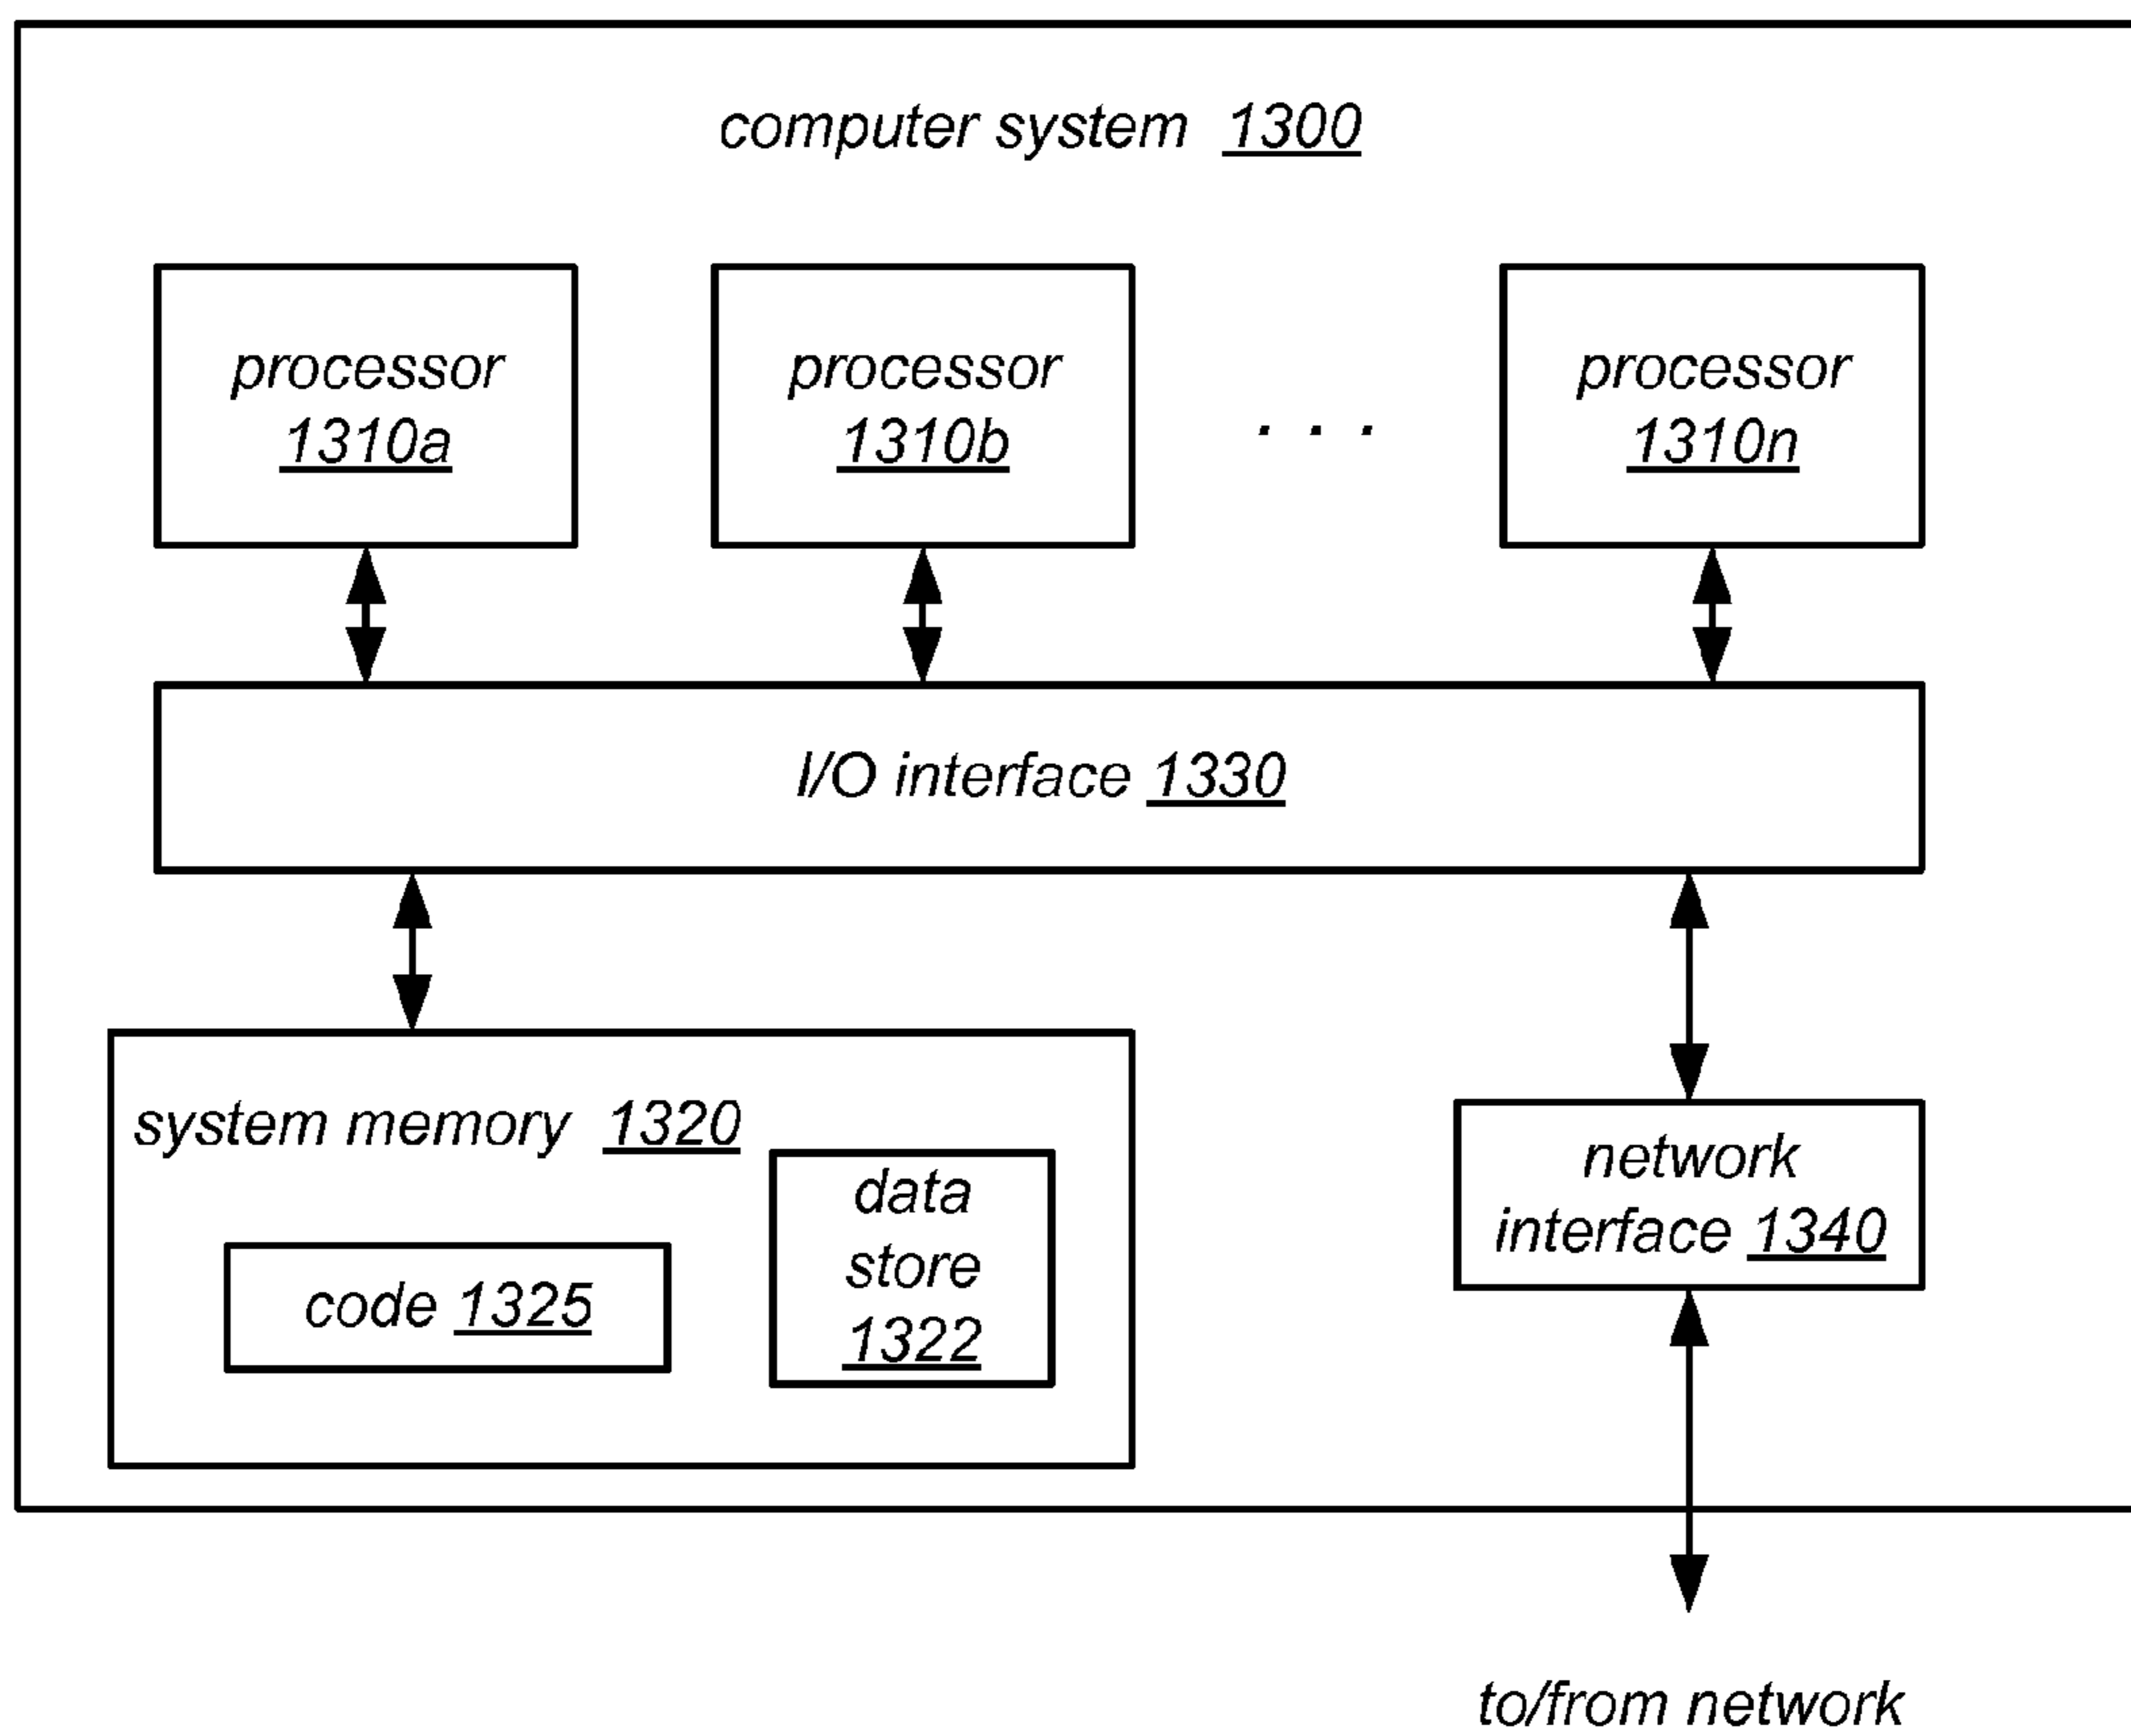 computer system 1300
processor
1310a
processor
1310b
. . .
processor
1310n
I/O interface 1330
system memory 1320
data
store
1322
code 1325
network
interface 1340
to/from network